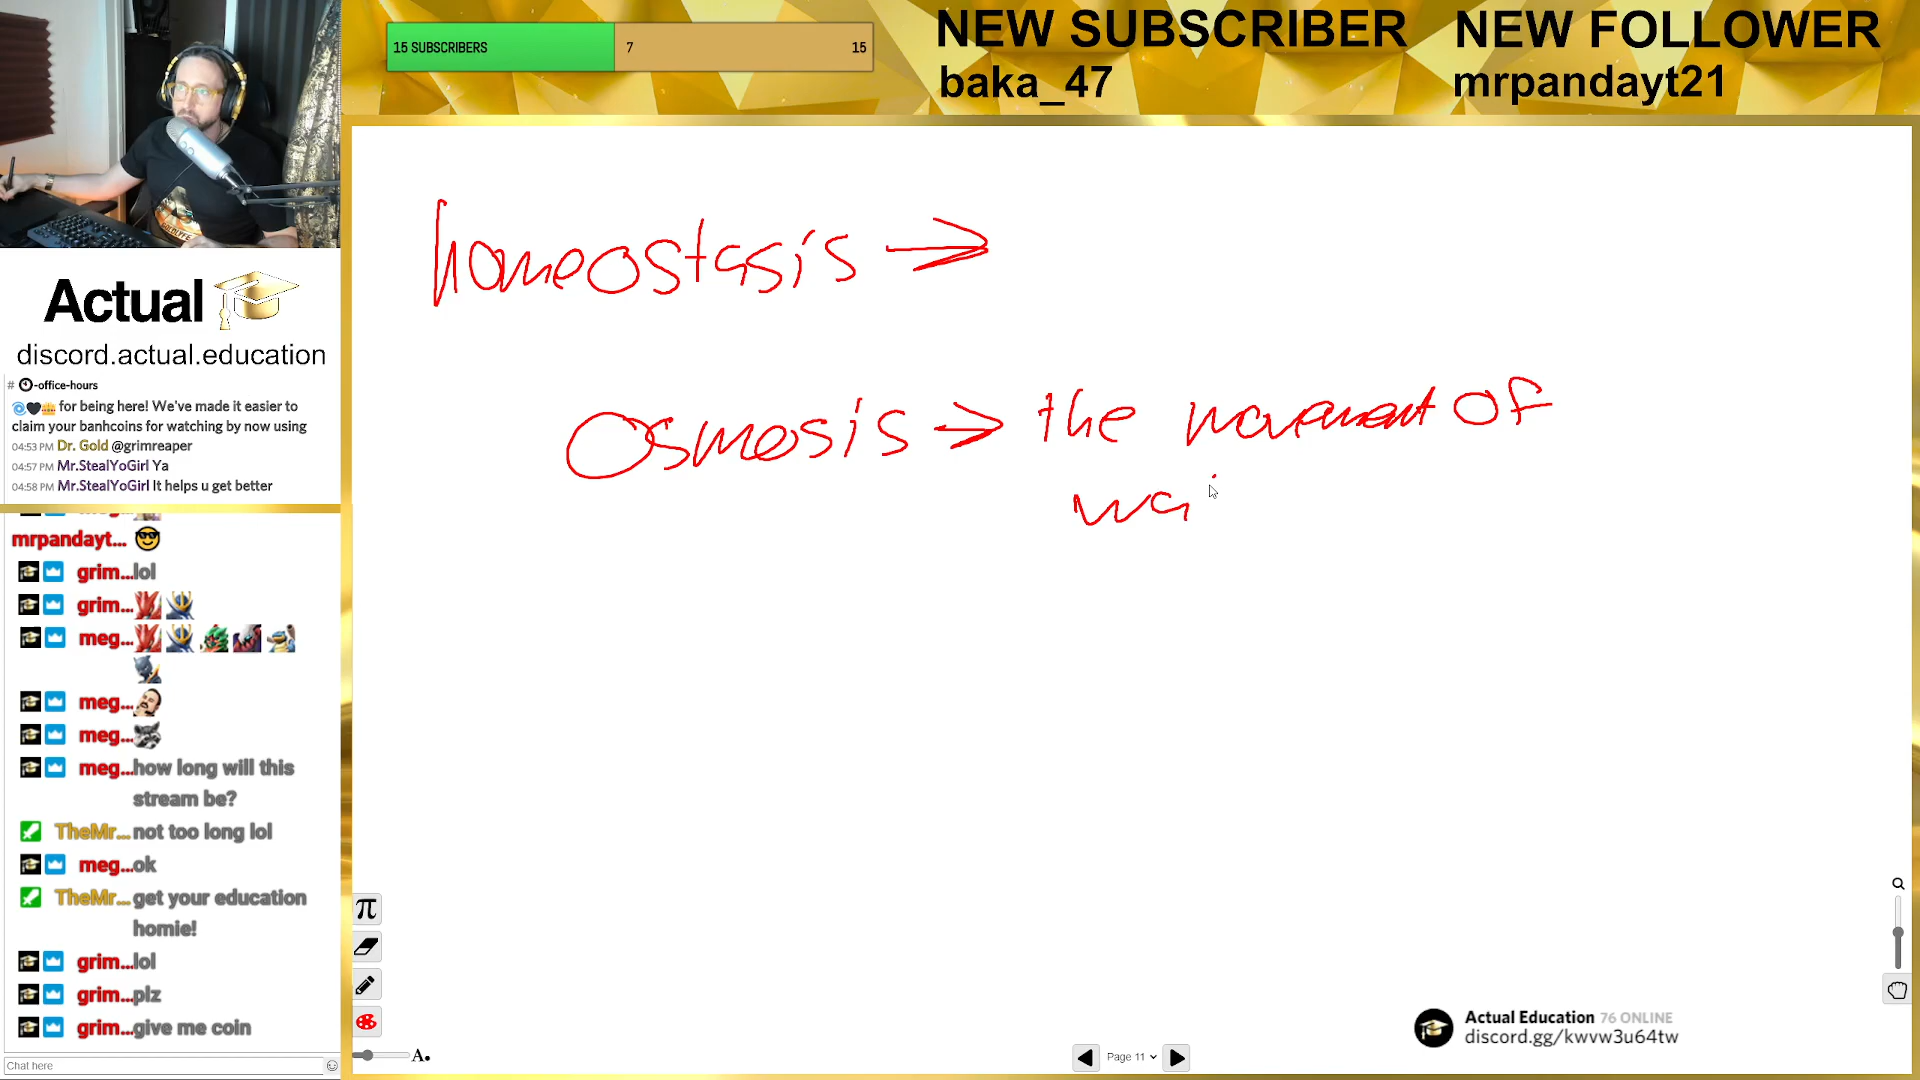 15 SUBSCRIBERS 7 15
NEW SUBSCRIBER
baka_47
NEW FOLLOWER
mrpandayt21
Actual
discord.actual.education
# -office-hours
for being here! We've made it easier to
claim your banhcoins for watching by now using
04:53 PM Dr. Gold @grimreaper
04:57 PM Mr.StealYoGirl Ya
04:58 PM Mr.StealYoGirl It helps u get better
mrpandayt...
grim...lol
grim...
meg...
meg...
meg...
meg...how long will this
stream be?
TheMr...not too long lol
meg...ok
TheMr...get your education
homie!
grim...lol
grim...plz
grim...give me coin
Chat here
homeostasis →
osmosis → the movement of
π
A.
Page 11
Actual Education 76 ONLINE
discord.gg/kwvw3u64tw